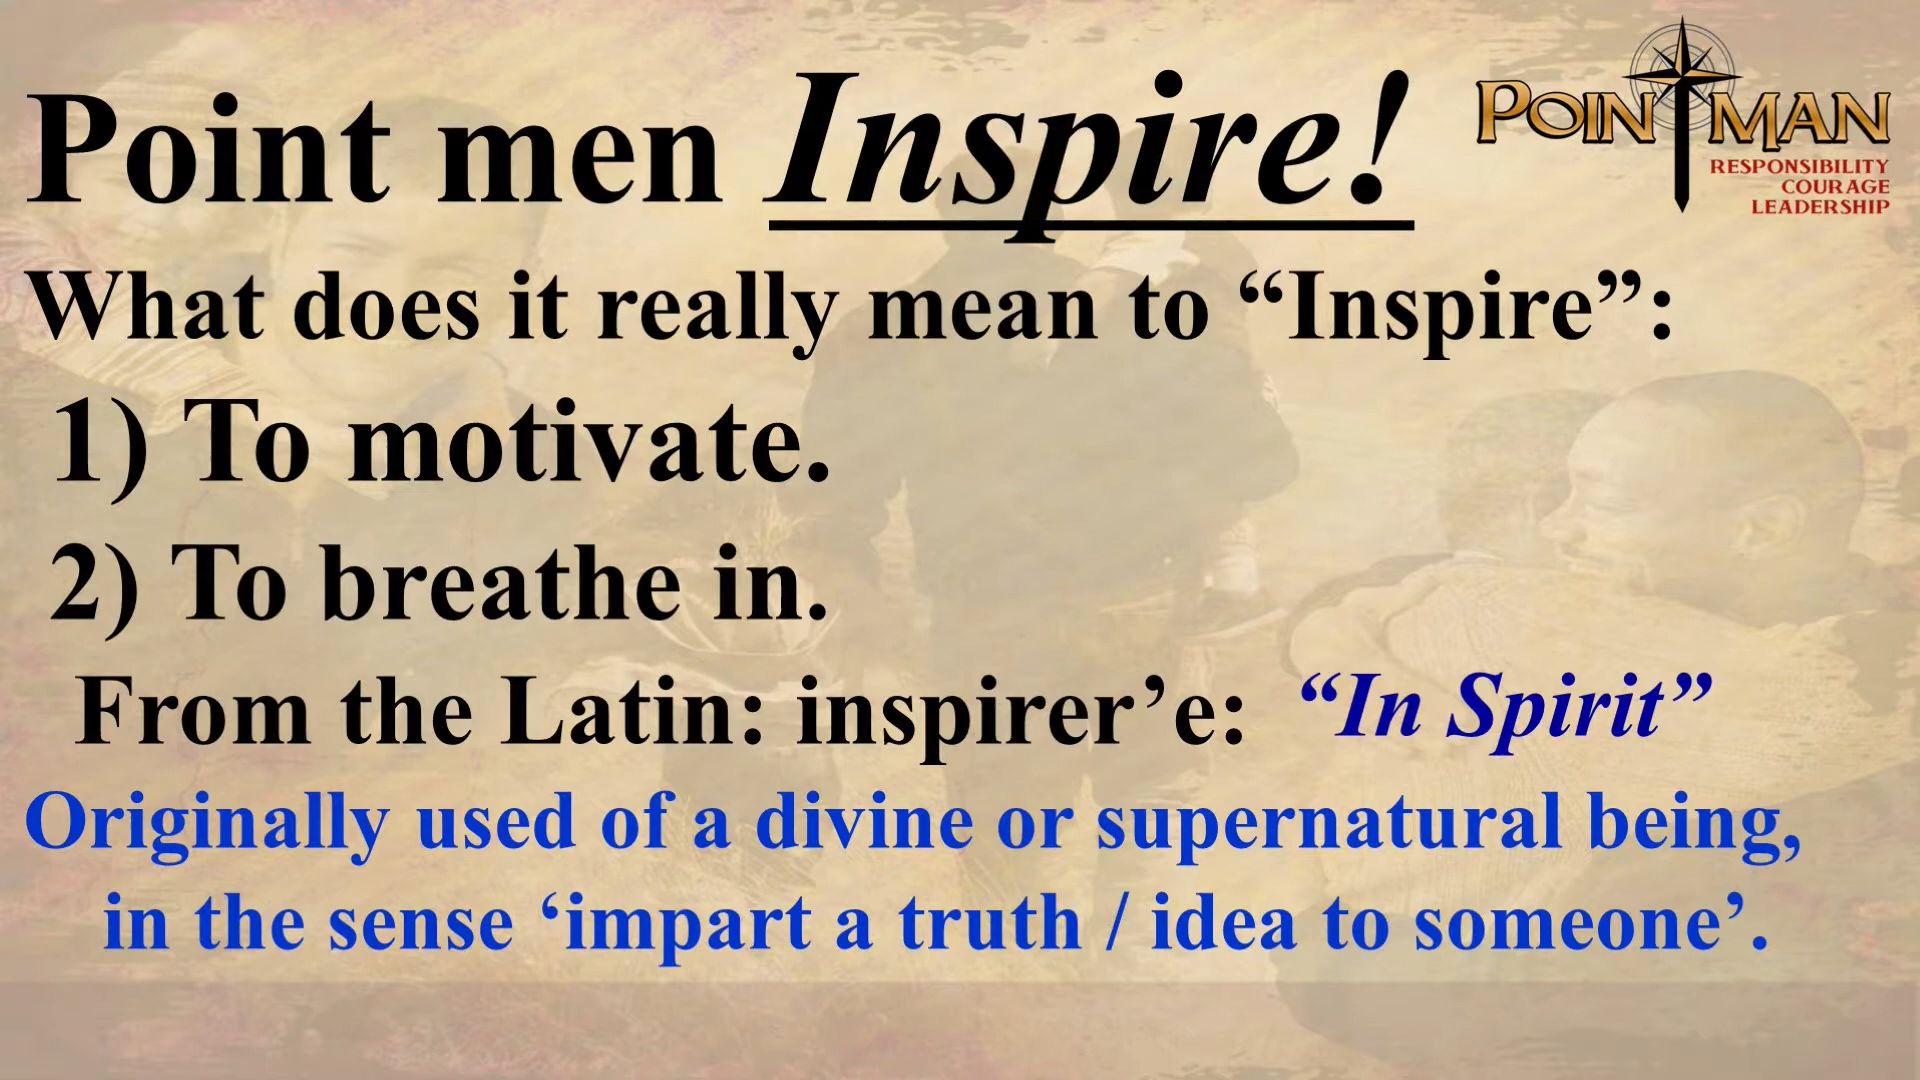 Point men Inspire!
POINTMAN
RESPONSIBILITY
COURAGE
LEADERSHIP
What does it really mean to “Inspire”:
1) To motivate.
2) To breathe in.
From the Latin: inspirer’e: “In Spirit”
Originally used of a divine or supernatural being,
in the sense ‘impart a truth / idea to someone’.